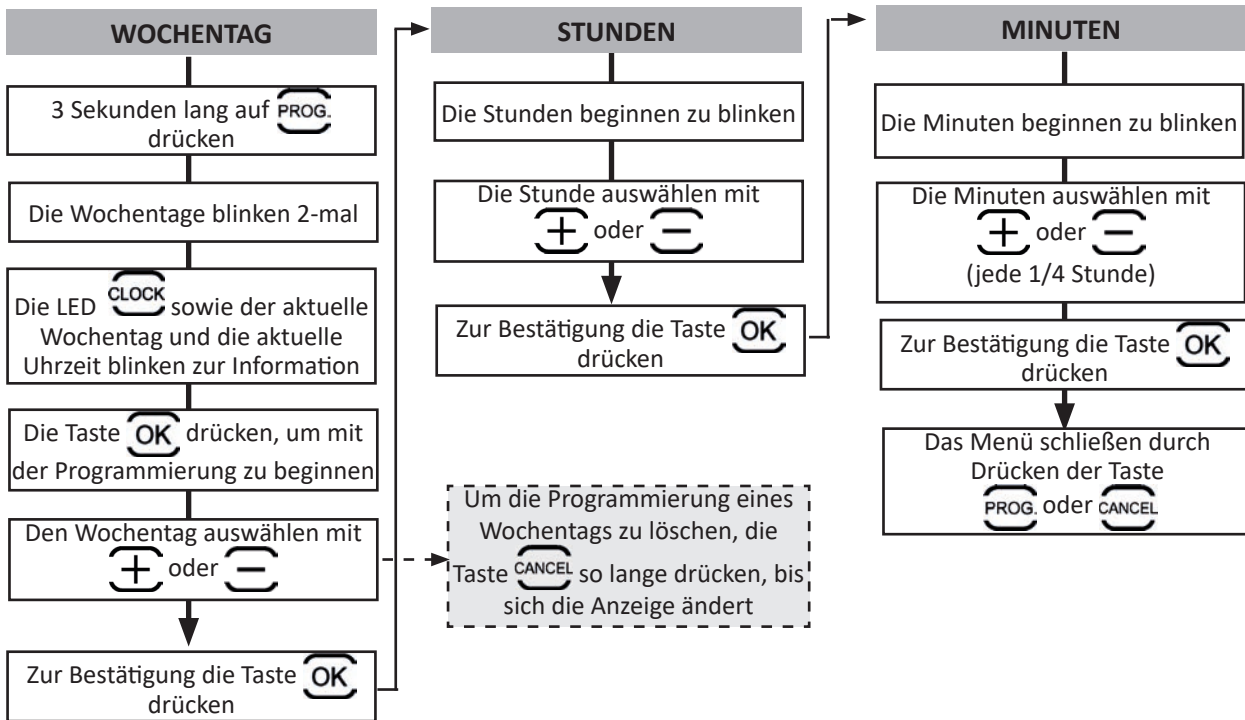 WOCHENTAG
3 Sekunden lang auf PROG.
drücken
Die Wochentage blinken 2-mal
Die LED CLOCK sowie der aktuelle
Wochentag und die aktuelle
Uhrzeit blinken zur Information
Die Taste OK drücken, um mit
der Programmierung zu beginnen
Den Wochentag auswählen mit
+ oder −
Zur Bestätigung die Taste OK
drücken
STUNDEN
Die Stunden beginnen zu blinken
Die Stunde auswählen mit
+ oder −
Zur Bestätigung die Taste OK
drücken
Um die Programmierung eines
Wochentags zu löschen, die
Taste CANCEL so lange drücken, bis
sich die Anzeige ändert
MINUTEN
Die Minuten beginnen zu blinken
Die Minuten auswählen mit
+ oder −
(jede 1/4 Stunde)
Zur Bestätigung die Taste OK
drücken
Das Menü schließen durch
Drücken der Taste
PROG. oder CANCEL